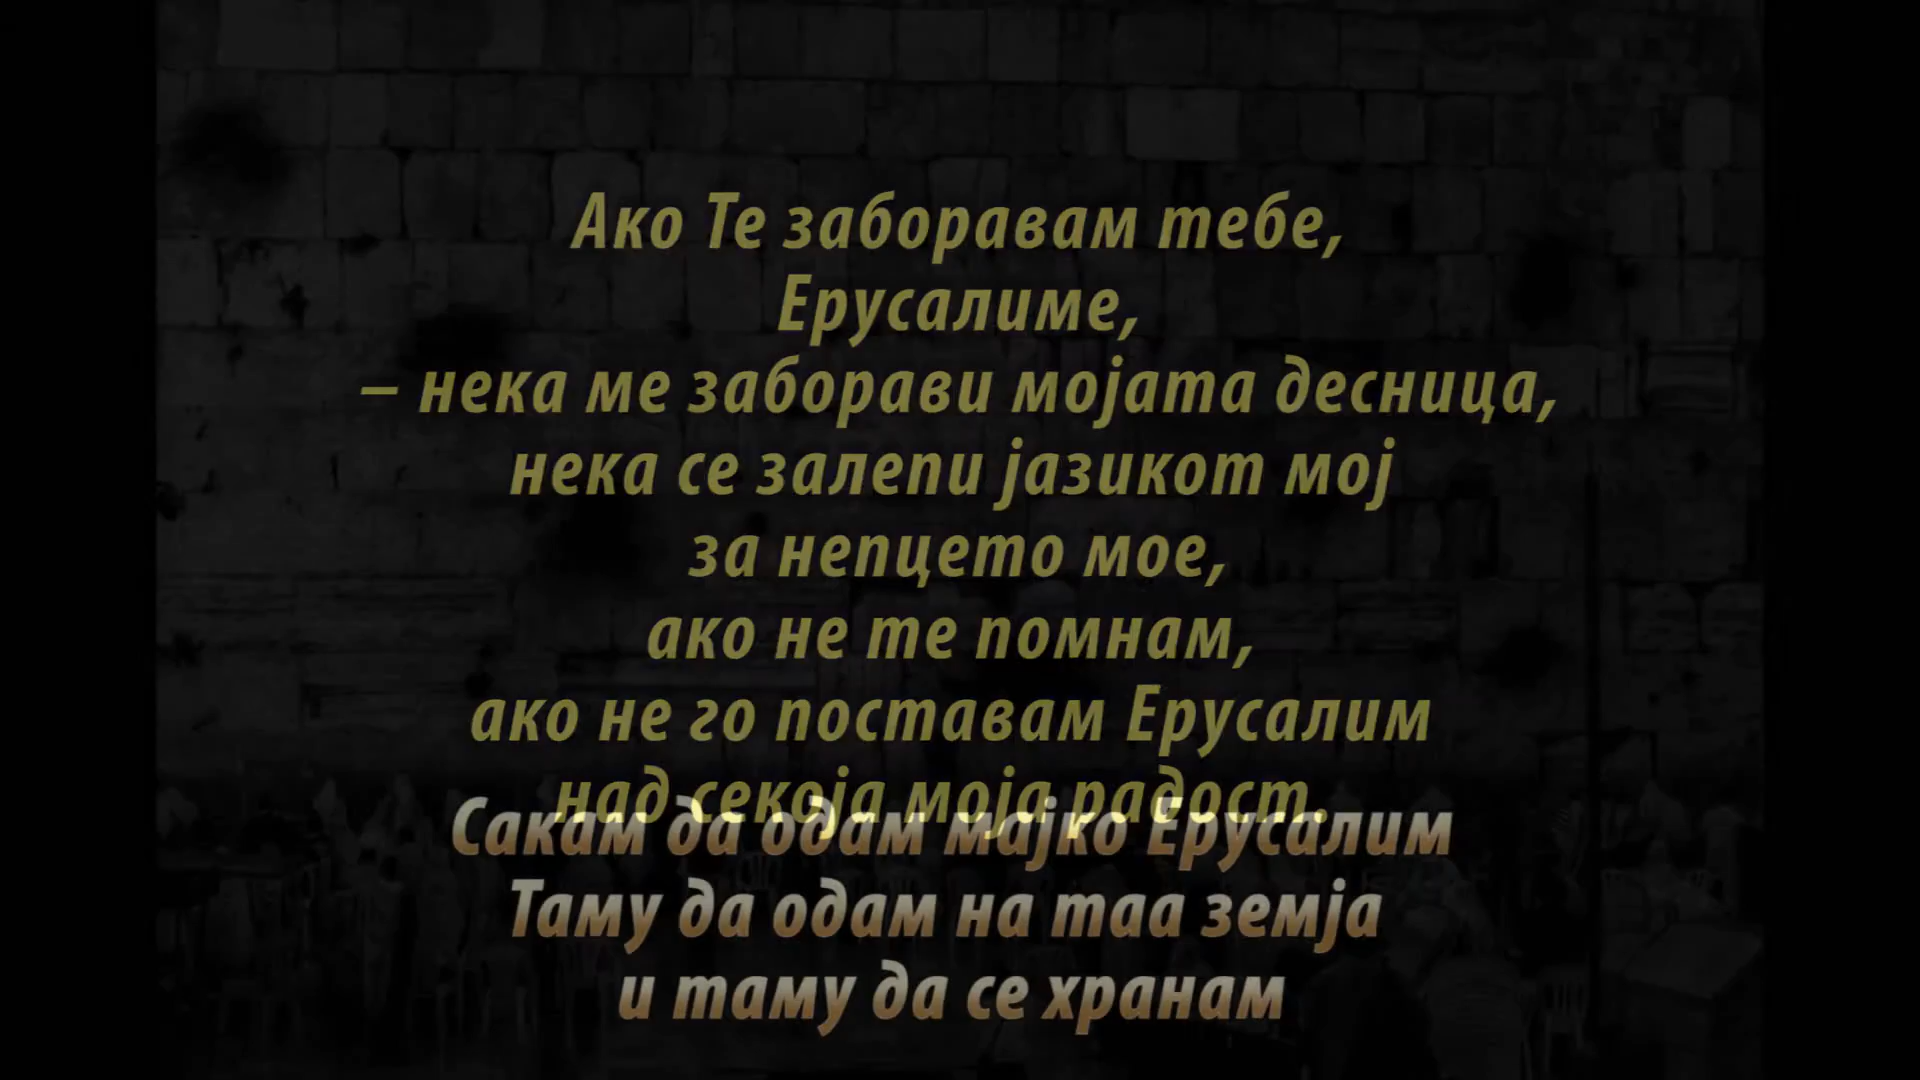 Ако Те заборавам тебе,
Ерусалиме,
– нека ме заборави мојата десница,
нека се залепи јазикот мој
за непцето мое,
ако не те помнам,
ако не го поставам Ерусалим
над секоја моја радост.
Сакам да одам мајко Ерусалим
Таму да одам на таа земја
и таму да се хранам